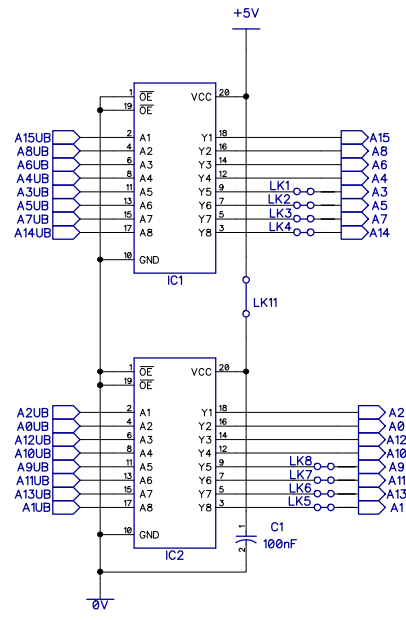 +5V
1 OE VCC 20
19 OE
A15UB 2 A1 Y1 18 A15
A8UB 4 A2 Y2 16 A8
A6UB 6 A3 Y3 14 A6
A4UB 8 A4 Y4 12 A4
A3UB 11 A5 Y5 9 LK1 A3
A5UB 13 A6 Y6 7 LK2 A5
A7UB 15 A7 Y7 5 LK3 A7
A14UB 17 A8 Y8 3 LK4 A14
10 GND
IC1
LK11
1 OE VCC 20
19 OE
A2UB 2 A1 Y1 18 A2
A0UB 4 A2 Y2 16 A0
A12UB 6 A3 Y3 14 A12
A10UB 8 A4 Y4 12 A10
A9UB 11 A5 Y5 9 LK8 A9
A11UB 13 A6 Y6 7 LK7 A11
A13UB 15 A7 Y7 5 LK6 A13
A1UB 17 A8 Y8 3 LK5 A1
10 GND
IC2
1 C1
2 100nF
0V